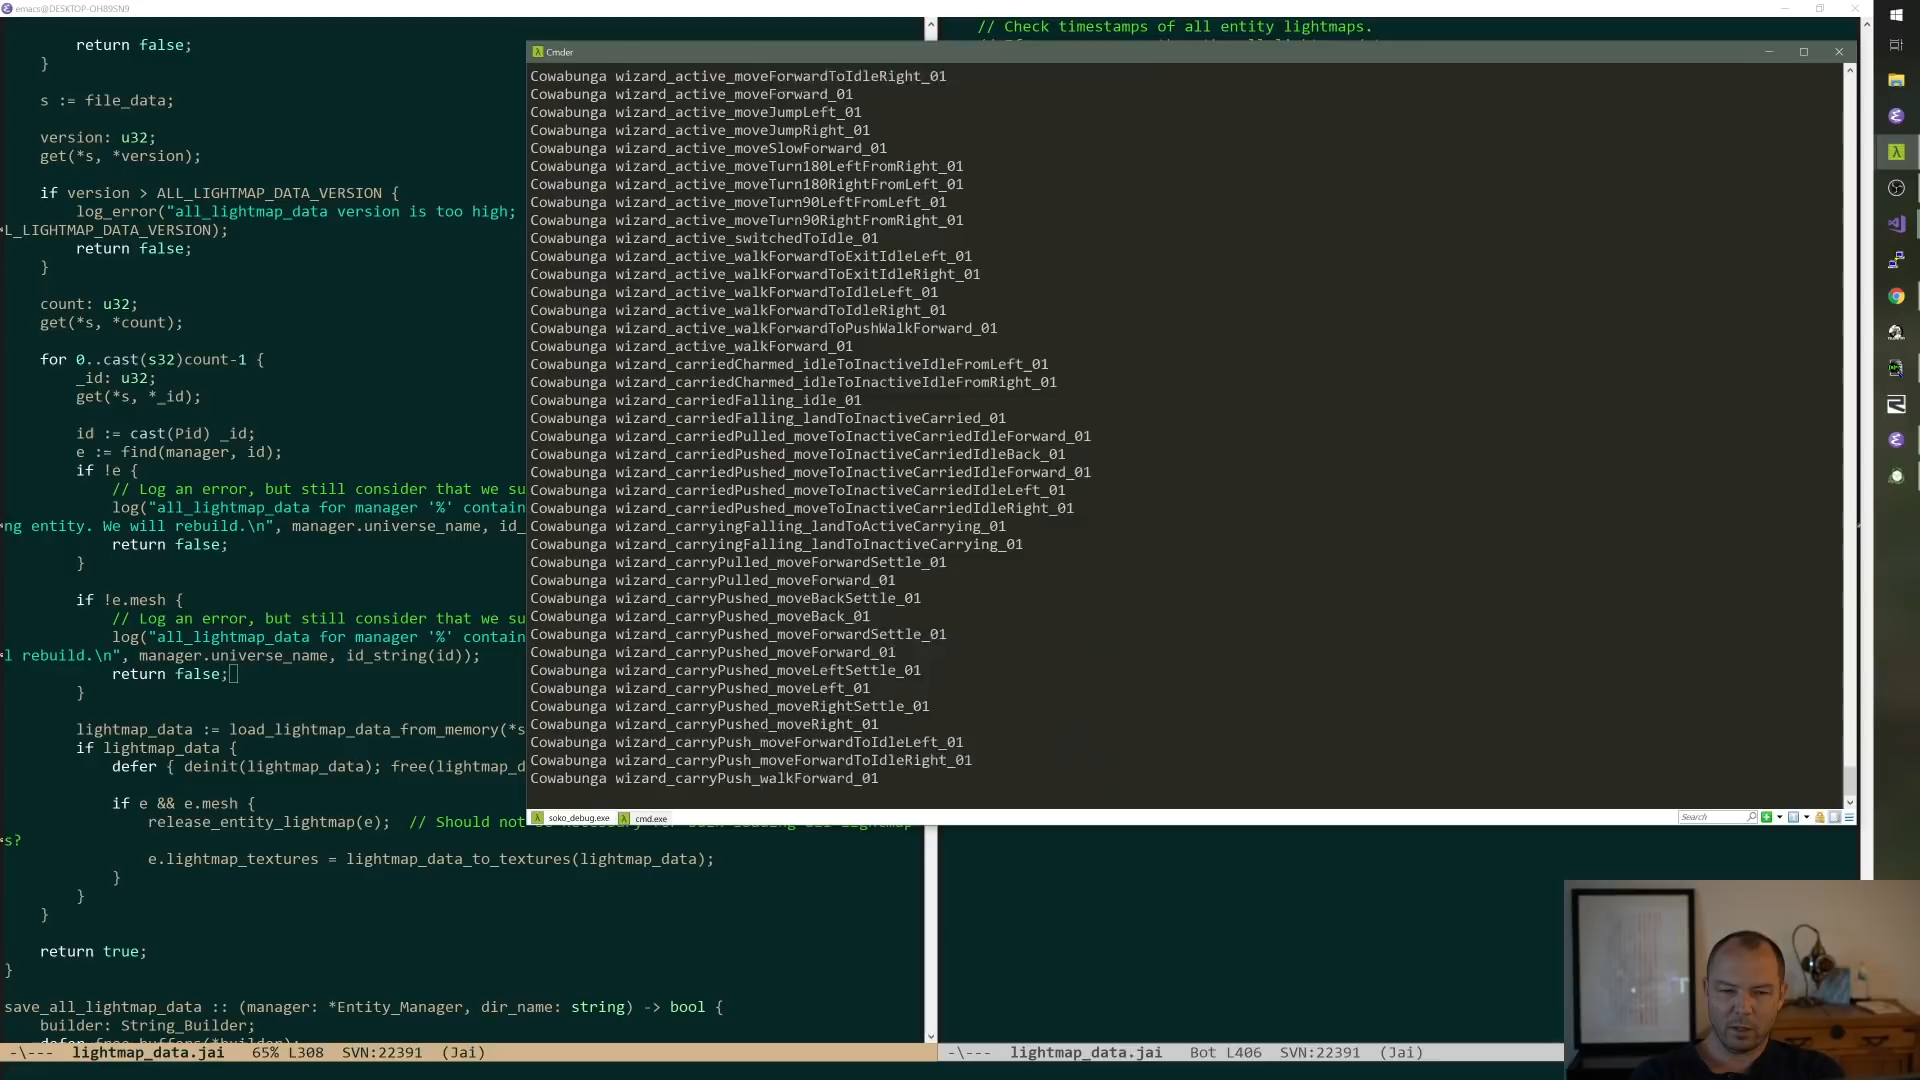 emacs@DESKTOP-OH89SN9
return false;
}
s := file_data;
version: u32;
get(*s, *version);
if version > ALL_LIGHTMAP_DATA_VERSION {
log_error("all_lightmap_data version is too high;
L_LIGHTMAP_DATA_VERSION);
return false;
}
count: u32;
get(*s, *count);
for 0..cast(s32)count-1 {
_id: u32;
get(*s, *_id);
id := cast(Pid) _id;
e := find(manager, id);
if !e {
// Log an error, but still consider that we su
log("all_lightmap_data for manager '%' contain
ng entity. We will rebuild.\n", manager.universe_name, id_
return false;
}
if !e.mesh {
// Log an error, but still consider that we su
log("all_lightmap_data for manager '%' contain
l rebuild.\n", manager.universe_name, id_string(id));
return false;
}
lightmap_data := load_lightmap_data_from_memory(*s
if lightmap_data {
defer { deinit(lightmap_data); free(lightmap_d
if e && e.mesh {
release_entity_lightmap(e);  // Should not
s?
e.lightmap_textures = lightmap_data_to_textures(lightmap_data);
}
}
}
return true;
}
save_all_lightmap_data :: (manager: *Entity_Manager, dir_name: string) -> bool {
builder: String_Builder;
-\---  lightmap_data.jai   65% L308  SVN:22391  (Jai)
// Check timestamps of all entity lightmaps.
Cmder
Cowabunga wizard_active_moveForwardToIdleRight_01
Cowabunga wizard_active_moveForward_01
Cowabunga wizard_active_moveJumpLeft_01
Cowabunga wizard_active_moveJumpRight_01
Cowabunga wizard_active_moveSlowForward_01
Cowabunga wizard_active_moveTurn180LeftFromRight_01
Cowabunga wizard_active_moveTurn180RightFromLeft_01
Cowabunga wizard_active_moveTurn90LeftFromLeft_01
Cowabunga wizard_active_moveTurn90RightFromRight_01
Cowabunga wizard_active_switchedToIdle_01
Cowabunga wizard_active_walkForwardToExitIdleLeft_01
Cowabunga wizard_active_walkForwardToExitIdleRight_01
Cowabunga wizard_active_walkForwardToIdleLeft_01
Cowabunga wizard_active_walkForwardToIdleRight_01
Cowabunga wizard_active_walkForwardToPushWalkForward_01
Cowabunga wizard_active_walkForward_01
Cowabunga wizard_carriedCharmed_idleToInactiveIdleFromLeft_01
Cowabunga wizard_carriedCharmed_idleToInactiveIdleFromRight_01
Cowabunga wizard_carriedFalling_idle_01
Cowabunga wizard_carriedFalling_landToInactiveCarried_01
Cowabunga wizard_carriedPulled_moveToInactiveCarriedIdleForward_01
Cowabunga wizard_carriedPushed_moveToInactiveCarriedIdleBack_01
Cowabunga wizard_carriedPushed_moveToInactiveCarriedIdleForward_01
Cowabunga wizard_carriedPushed_moveToInactiveCarriedIdleLeft_01
Cowabunga wizard_carriedPushed_moveToInactiveCarriedIdleRight_01
Cowabunga wizard_carryingFalling_landToActiveCarrying_01
Cowabunga wizard_carryingFalling_landToInactiveCarrying_01
Cowabunga wizard_carryPulled_moveForwardSettle_01
Cowabunga wizard_carryPulled_moveForward_01
Cowabunga wizard_carryPushed_moveBackSettle_01
Cowabunga wizard_carryPushed_moveBack_01
Cowabunga wizard_carryPushed_moveForwardSettle_01
Cowabunga wizard_carryPushed_moveForward_01
Cowabunga wizard_carryPushed_moveLeftSettle_01
Cowabunga wizard_carryPushed_moveLeft_01
Cowabunga wizard_carryPushed_moveRightSettle_01
Cowabunga wizard_carryPushed_moveRight_01
Cowabunga wizard_carryPush_moveForwardToIdleLeft_01
Cowabunga wizard_carryPush_moveForwardToIdleRight_01
Cowabunga wizard_carryPush_walkForward_01
soko_debug.exe
cmd.exe
Search
-\---  lightmap_data.jai   Bot L406  SVN:22391  (Jai)